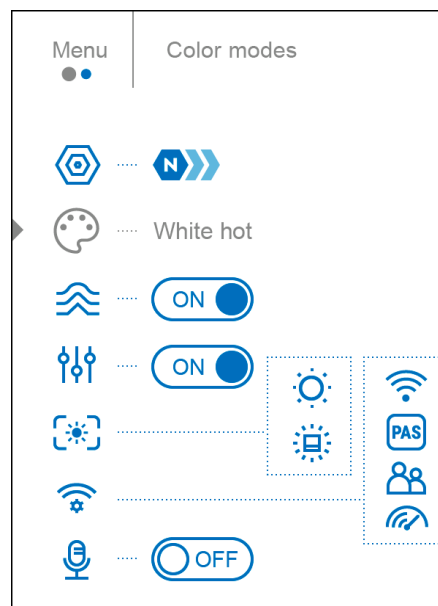 Menu
Color modes
N
White hot
ON
ON
PAS
OFF